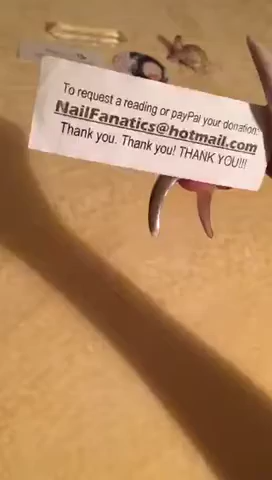 To request a reading or payPal your donation:
NailFanatics@hotmail.com
Thank you. Thank you! THANK YOU!!!